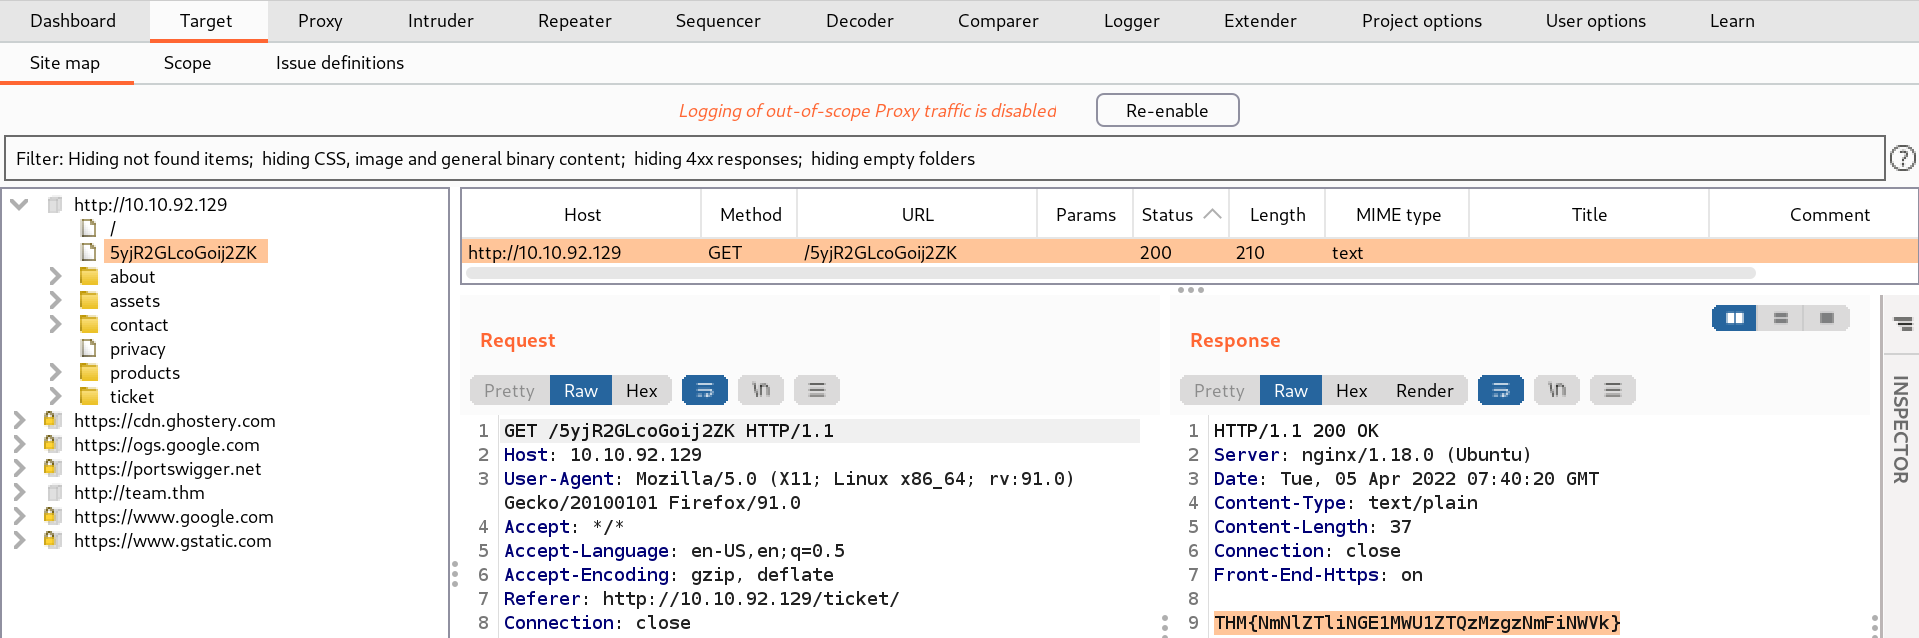 Dashboard Target Proxy Intruder Repeater Sequencer Decoder Comparer Logger Extender Project options User options Learn
Site map Scope Issue definitions
Logging of out-of-scope Proxy traffic is disabled Re-enable
Filter: Hiding not found items; hiding CSS, image and general binary content; hiding 4xx responses; hiding empty folders ?
http://10.10.92.129
/
5yjR2GLcoGoij2ZK
about
assets
contact
privacy
products
ticket
https://cdn.ghostery.com
https://ogs.google.com
https://portswigger.net
http://team.thm
https://www.google.com
https://www.gstatic.com
Host Method URL Params Status Length MIME type Title Comment
http://10.10.92.129 GET /5yjR2GLcoGoij2ZK 200 210 text
Request
Pretty Raw Hex \n
1 GET /5yjR2GLcoGoij2ZK HTTP/1.1
2 Host: 10.10.92.129
3 User-Agent: Mozilla/5.0 (X11; Linux x86_64; rv:91.0)
Gecko/20100101 Firefox/91.0
4 Accept: */*
5 Accept-Language: en-US,en;q=0.5
6 Accept-Encoding: gzip, deflate
7 Referer: http://10.10.92.129/ticket/
8 Connection: close
Response
Pretty Raw Hex Render \n
1 HTTP/1.1 200 OK
2 Server: nginx/1.18.0 (Ubuntu)
3 Date: Tue, 05 Apr 2022 07:40:20 GMT
4 Content-Type: text/plain
5 Content-Length: 37
6 Connection: close
7 Front-End-Https: on
8
9 THM{NmNlZTliNGE1MWU1ZTQzMzgzNmFiNWVk}
INSPECTOR